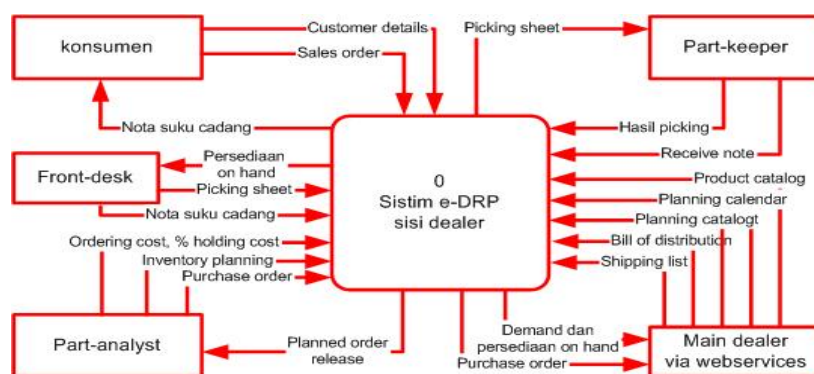 konsumen
Customer details
Sales order
Picking sheet
Part-keeper
Nota suku cadang
Hasil picking
Receive note
Front-desk
Persediaan
on hand
Picking sheet
Nota suku cadang
0
Sistim e-DRP
sisi dealer
Product catalog
Planning calendar
Planning catalogt
Bill of distribution
Shipping list
Ordering cost, % holding cost
Inventory planning
Purchase order
Part-analyst
Planned order
release
Demand dan
persediaan on hand
Purchase order
Main dealer
via webservices